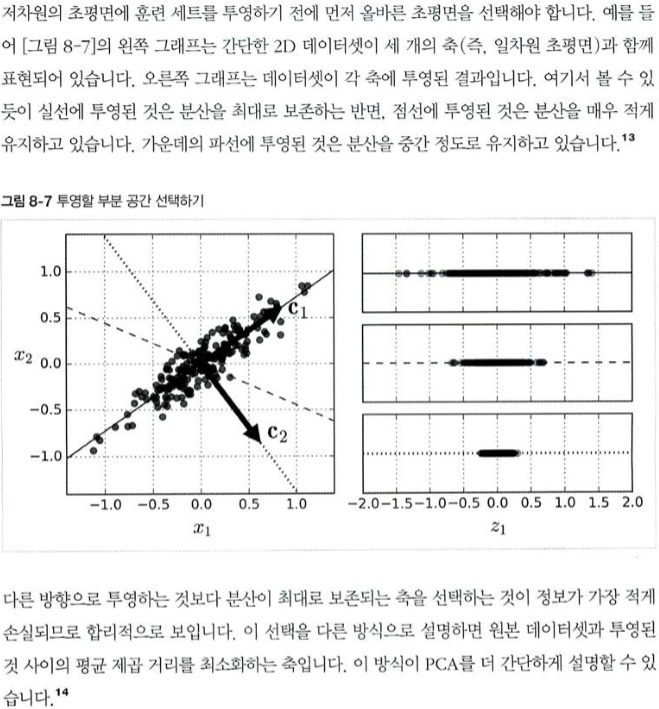 저차원의 초평면에 훈련 세트를 투영하기 전에 먼저 올바른 초평면을 선택해야 합니다. 예를 들
어 [그림 8-7]의 왼쪽 그래프는 간단한 2D 데이터셋이 세 개의 축(즉, 일차원 초평면)과 함께
표현되어 있습니다. 오른쪽 그래프는 데이터셋이 각 축에 투영된 결과입니다. 여기서 볼 수 있
듯이 실선에 투영된 것은 분산을 최대로 보존하는 반면, 점선에 투영된 것은 분산을 매우 적게
유지하고 있습니다. 가운데의 파선에 투영된 것은 분산을 중간 정도로 유지하고 있습니다.13
그림 8-7 투영할 부분 공간 선택하기
1.0
0.5
x2 0.0
−0.5
−1.0
c1
c2
−1.0 −0.5 0.0 0.5 1.0
x1
−2.0 −1.5 −1.0 −0.5 0.0 0.5 1.0 1.5 2.0
z1
다른 방향으로 투영하는 것보다 분산이 최대로 보존되는 축을 선택하는 것이 정보가 가장 적게
손실되므로 합리적으로 보입니다. 이 선택을 다른 방식으로 설명하면 원본 데이터셋과 투영된
것 사이의 평균 제곱 거리를 최소화하는 축입니다. 이 방식이 PCA를 더 간단하게 설명할 수 있
습니다.14